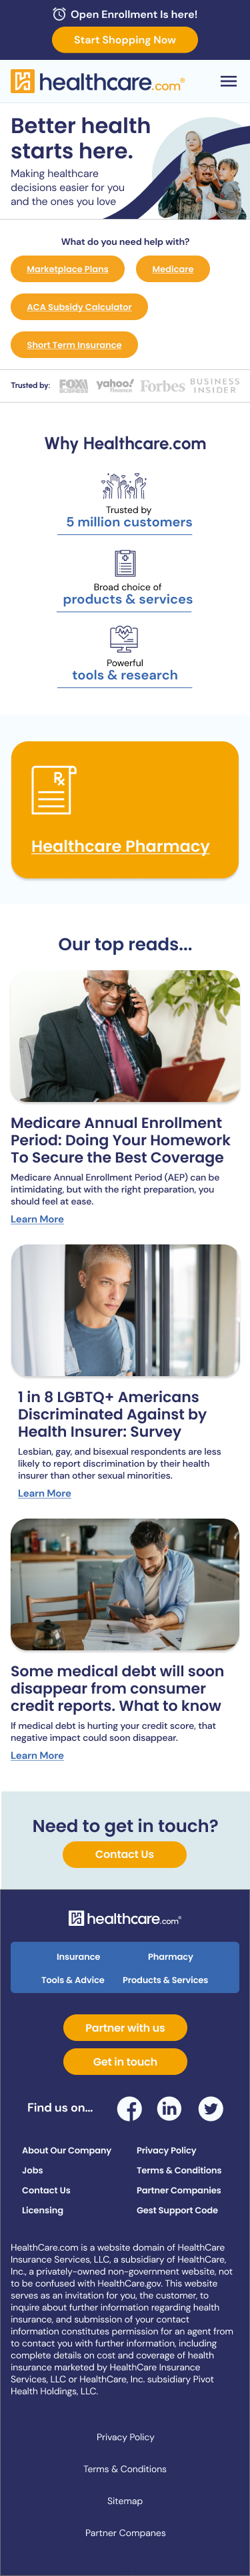 Open Enrollment Is here!
Start Shopping Now
healthcare.com®
Better health
starts here.
Making healthcare
decisions easier for you
and the ones you love
What do you need help with?
Marketplace Plans
Medicare
ACA Subsidy Calculator
Short Term Insurance
Trusted by:
FOX
BUSINESS
yahoo!
finance
Forbes
BUSINESS
INSIDER
Why Healthcare.com
Trusted by
5 million customers
Broad choice of
products & services
Powerful
tools & research
Rx
Healthcare Pharmacy
Our top reads...
Medicare Annual Enrollment
Period: Doing Your Homework
To Secure the Best Coverage
Medicare Annual Enrollment Period (AEP) can be
intimidating, but with the right preparation, you
should feel at ease.
Learn More
1 in 8 LGBTQ+ Americans
Discriminated Against by
Health Insurer: Survey
Lesbian, gay, and bisexual respondents are less
likely to report discrimination by their health
insurer than other sexual minorities.
Learn More
Some medical debt will soon
disappear from consumer
credit reports. What to know
If medical debt is hurting your credit score, that
negative impact could soon disappear.
Learn More
Need to get in touch?
Contact Us
healthcare.com™
Insurance
Pharmacy
Tools & Advice
Products & Services
Partner with us
Get in touch
Find us on...
About Our Company
Privacy Policy
Jobs
Terms & Conditions
Contact Us
Partner Companies
Licensing
Gest Support Code
HealthCare.com is a website domain of HealthCare
Insurance Services, LLC, a subsidiary of HealthCare,
Inc., a privately-owned non-government website, not
to be confused with HealthCare.gov. This website
serves as an invitation for you, the customer, to
inquire about further information regarding health
insurance, and submission of your contact
information constitutes permission for an agent from
to contact you with further information, including
complete details on cost and coverage of health
insurance marketed by HealthCare Insurance
Services, LLC or HealthCare, Inc. subsidiary Pivot
Health Holdings, LLC.
Privacy Policy
Terms & Conditions
Sitemap
Partner Companes